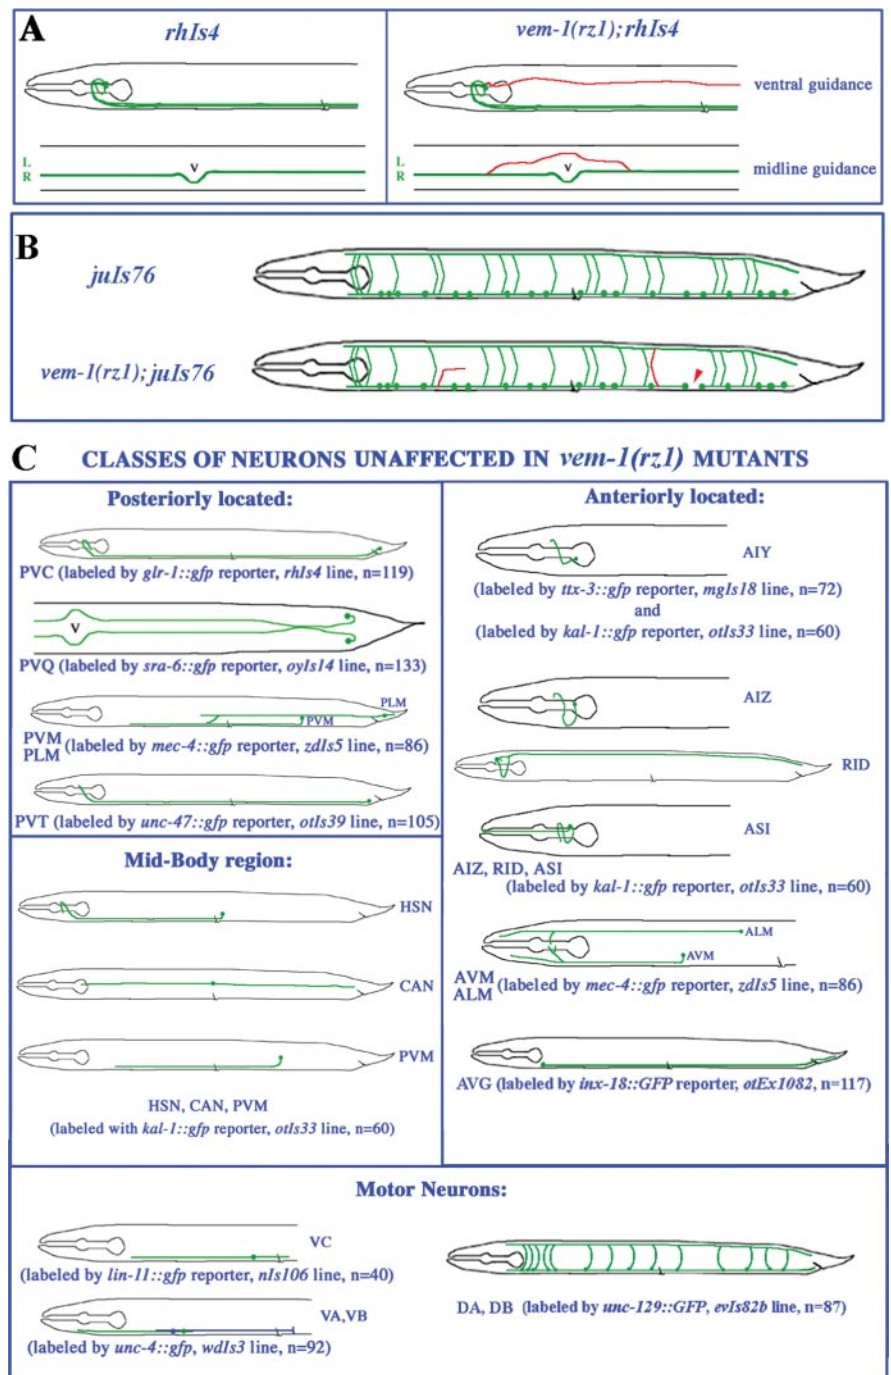 A
rhIs4
vem-1(rz1);rhIs4
ventral guidance
L
R
V
L
R
V
midline guidance
B
juIs76
vem-1(rz1);juIs76
C CLASSES OF NEURONS UNAFFECTED IN vem-1(rz1) MUTANTS
Posteriorly located:
PVC (labeled by glr-1::gfp reporter, rhIs4 line, n=119)
V
PVQ (labeled by sra-6::gfp reporter, oyIs14 line, n=133)
PLM
PVM
PVM
PLM
(labeled by mec-4::gfp reporter, zdIs5 line, n=86)
PVT (labeled by unc-47::gfp reporter, otIs39 line, n=105)
Mid-Body region:
HSN
CAN
PVM
HSN, CAN, PVM
(labeled with kal-1::gfp reporter, otIs33 line, n=60)
Anteriorly located:
AIY
(labeled by ttx-3::gfp reporter, mgIs18 line, n=72)
and
(labeled by kal-1::gfp reporter, otIs33 line, n=60)
AIZ
RID
ASI
AIZ, RID, ASI
(labeled by kal-1::gfp reporter, otIs33 line, n=60)
ALM
AVM
AVM
ALM
(labeled by mec-4::gfp reporter, zdIs5 line, n=86)
AVG (labeled by inx-18::GFP reporter, otEx1082, n=117)
Motor Neurons:
VC
(labeled by lin-11::gfp reporter, nIs106 line, n=40)
VA,VB
(labeled by unc-4::gfp, wdIs3 line, n=92)
DA, DB (labeled by unc-129::GFP, evIs82b line, n=87)